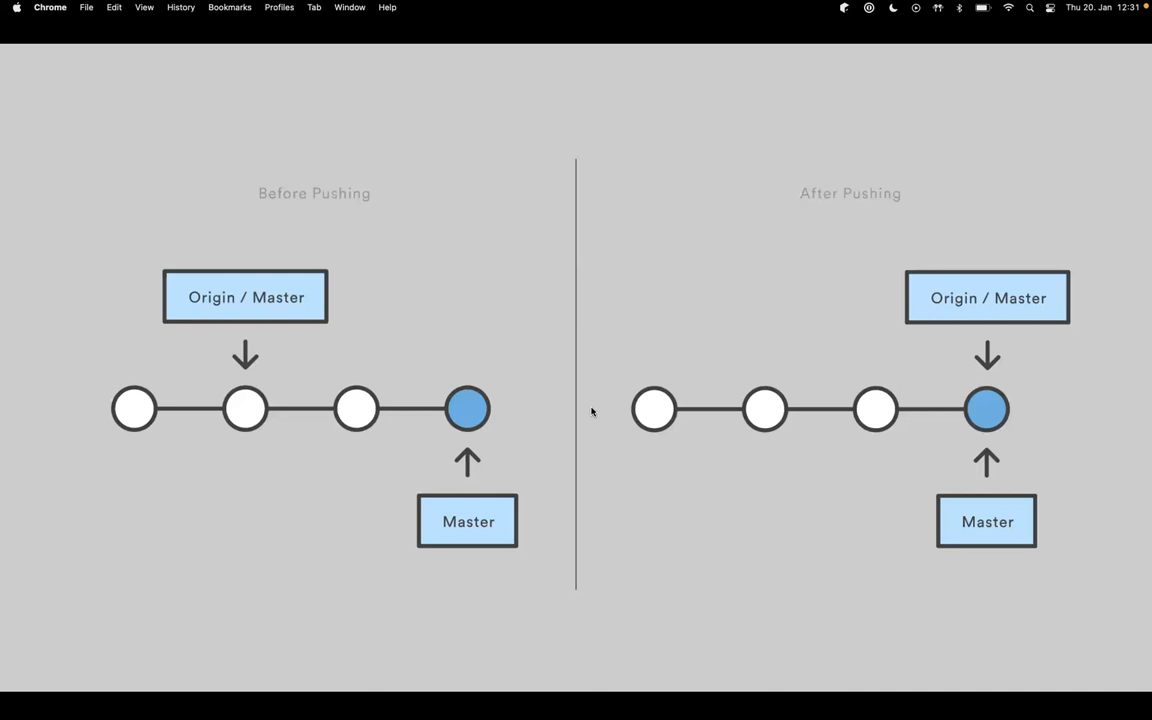 Chrome File Edit View History Bookmarks Profiles Tab Window Help Thu 20. Jan 12:31
Before Pushing
Origin / Master
Master
After Pushing
Origin / Master
Master